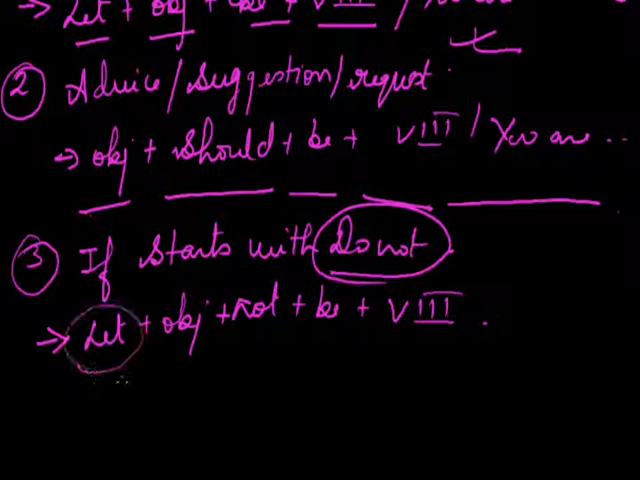 → Let + obj + be + VIII /
② Advice/suggestion/request.
→ obj + should + be + VIII / You are ...
③ If starts with Do not.
→ Let + obj + not + be + VIII .